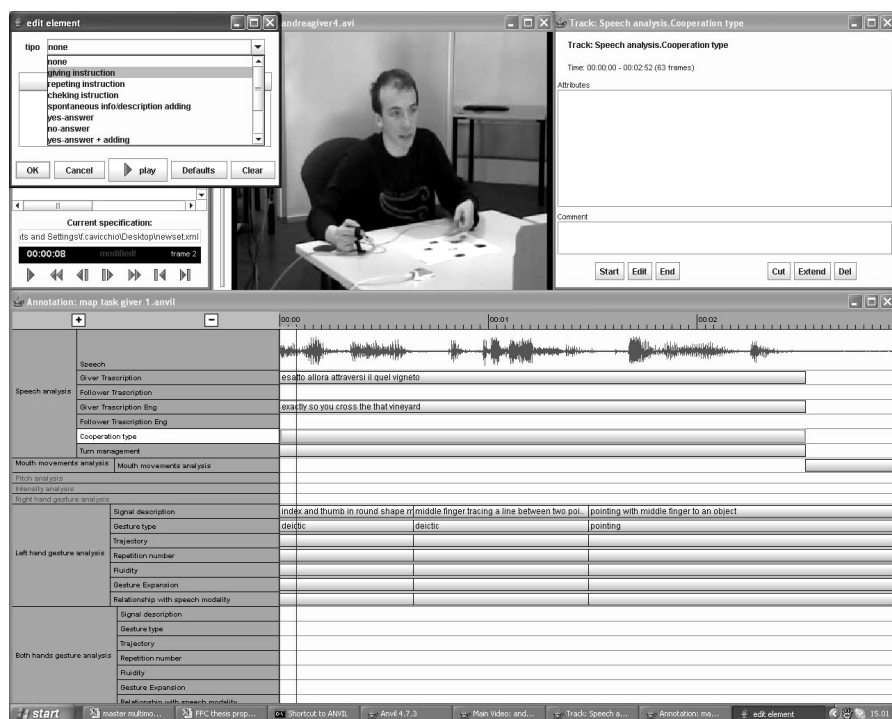 edit element
tipo none
none
giving instruction
repeting istruction
cheking istruction
spontaneous info/description adding
yes-answer
no-answer
yes-answer + adding
OK Cancel play Defaults Clear
Current specification:
its and Settings\f.cavicchio\Desktop\newset.xml
00:00:08 modified! frame 2
andreagiver4.avi
Track: Speech analysis.Cooperation type
Track: Speech analysis.Cooperation type
Time: 00:00:00 - 00:02:52 (63 frames)
Attributes
Comment
Start Edit End Cut Extend Del
Annotation: map task giver 1.anvil
+ - 00:00 00:01 00:02
Speech analysis
Speech
Giver Trascription esatto allora attraversi il quel vigneto
Follower Trascription
Giver Trascription Eng exactly so you cross the that vineyard
Follower Trascription Eng
Cooperation type
Turn management
Mouth movements analysis Mouth movements analysis
Pitch analysis
Intensity analysis
Right hand gesture analysis
Left hand gesture analysis
Signal description index and thumb in round shape m middle finger tracing a line between two poi.. pointing with middle finger to an object
Gesture type deictic deictic pointing
Trajectory
Repetition number
Fluidity
Gesture Expansion
Relationship with speech modality
Both hands gesture analysis
Signal description
Gesture type
Trajectory
Repetition number
Fluidity
Gesture Expansion
Relationship with speech modality
start master multimo... FFC thesis prop... Shortcut to ANVIL Anvil 4.7.3 Main Video: and... Track: Speech a... Annotation: ma... edit element